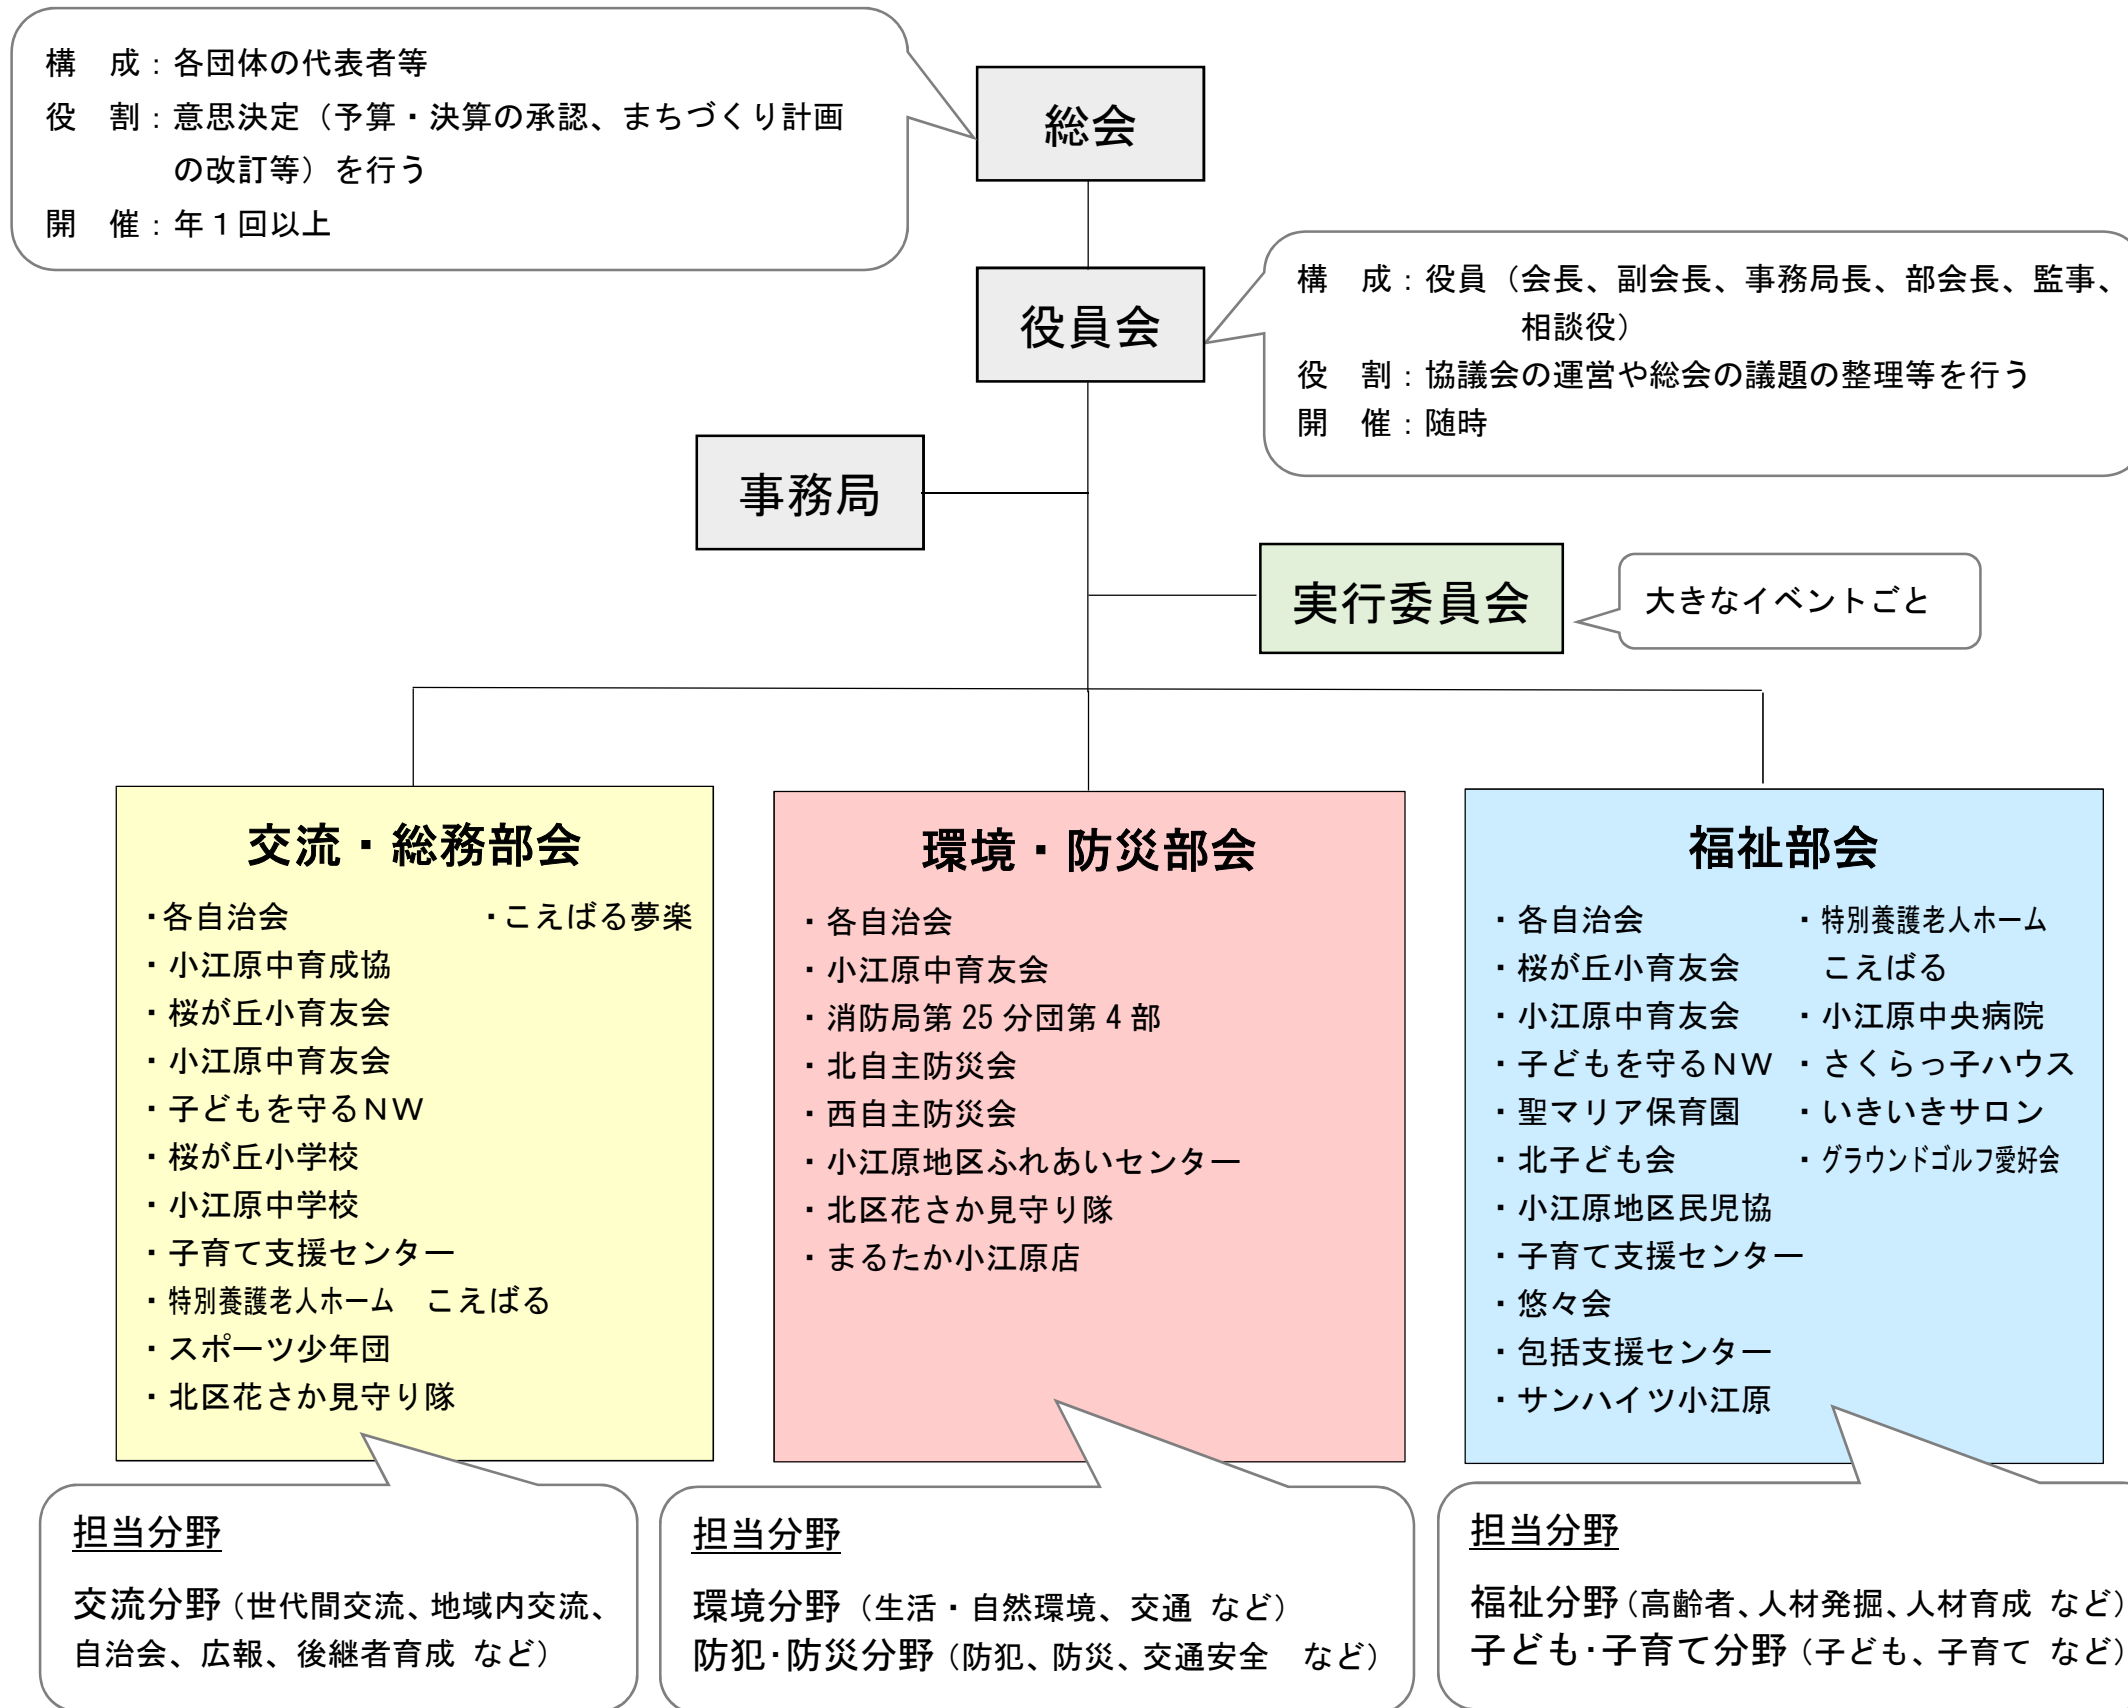 構　成：各団体の代表者等
役　割：意思決定（予算・決算の承認、まちづくり計画
の改訂等）を行う
開　催：年１回以上
総会
役員会
構　成：役員（会長、副会長、事務局長、部会長、監事、
相談役）
役　割：協議会の運営や総会の議題の整理等を行う
開　催：随時
事務局
実行委員会
大きなイベントごと
交流・総務部会
・各自治会
・小江原中育成協
・桜が丘小育友会
・小江原中育友会
・子どもを守るＮＷ
・桜が丘小学校
・小江原中学校
・子育て支援センター
・特別養護老人ホーム　こえばる
・スポーツ少年団
・北区花さか見守り隊
・こえばる夢楽
環境・防災部会
・各自治会
・小江原中育友会
・消防局第 25 分団第 4 部
・北自主防災会
・西自主防災会
・小江原地区ふれあいセンター
・北区花さか見守り隊
・まるたか小江原店
福祉部会
・各自治会
・桜が丘小育友会
・小江原中育友会
・子どもを守るＮＷ
・聖マリア保育園
・北子ども会
・小江原地区民児協
・子育て支援センター
・悠々会
・包括支援センター
・サンハイツ小江原
・特別養護老人ホーム
こえばる
・小江原中央病院
・さくらっ子ハウス
・いきいきサロン
・グラウンドゴルフ愛好会
担当分野
交流分野（世代間交流、地域内交流、
自治会、広報、後継者育成 など）
担当分野
環境分野（生活・自然環境、交通 など）
防犯・防災分野（防犯、防災、交通安全　など）
担当分野
福祉分野（高齢者、人材発掘、人材育成 など）
子ども・子育て分野（子ども、子育て など）